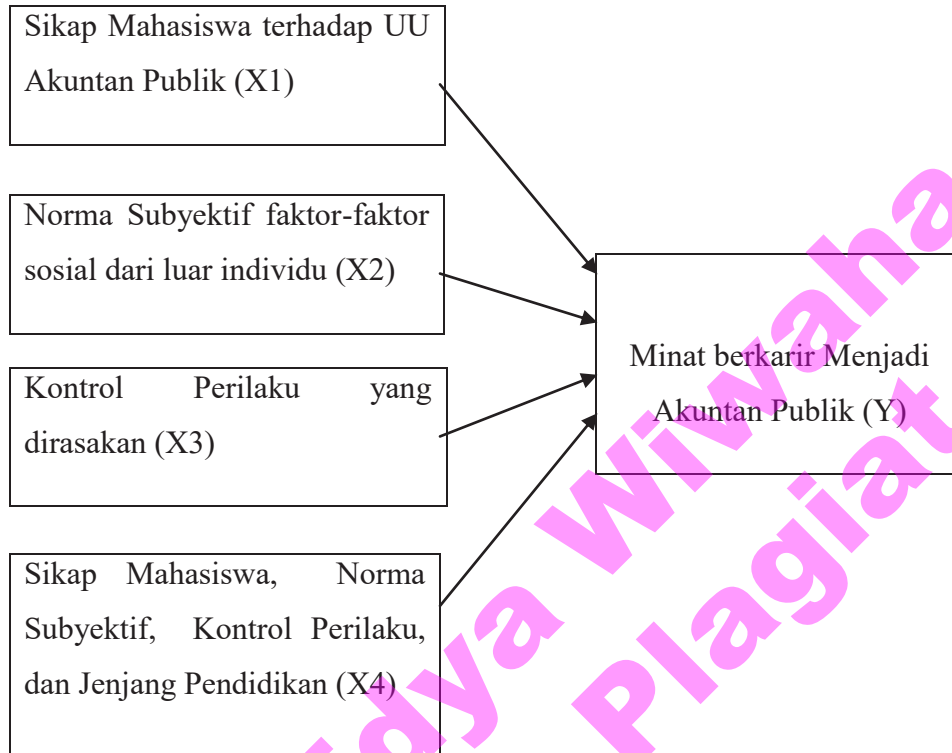 Sikap Mahasiswa terhadap UU
Akuntan Publik (X1)
Norma Subyektif faktor-faktor
sosial dari luar individu (X2)
Kontrol Perilaku yang
dirasakan (X3)
Sikap Mahasiswa, Norma
Subyektif, Kontrol Perilaku,
dan Jenjang Pendidikan (X4)
Minat berkarir Menjadi
Akuntan Publik (Y)
Wiwaha
Plagiat